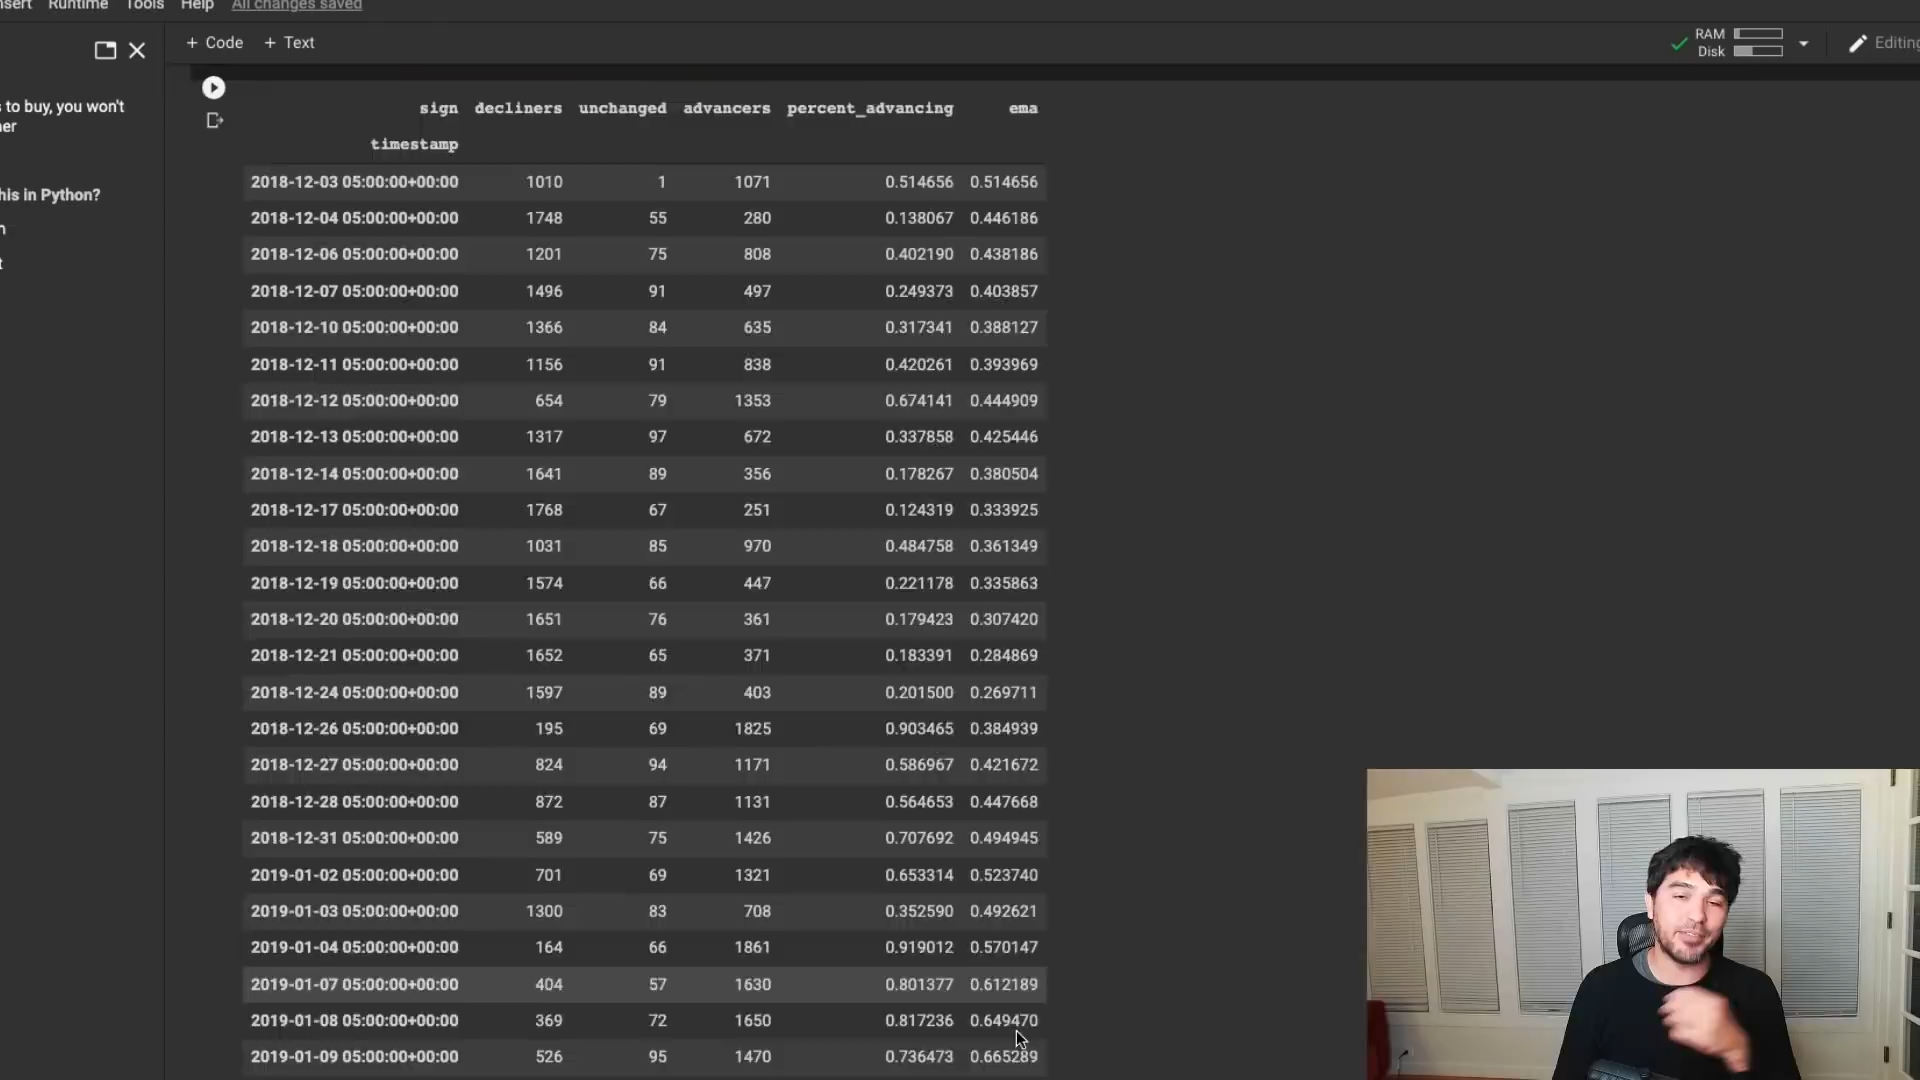 nsert Runtime Tools Help All changes saved
+ Code + Text
RAM
Disk
Editing
s to buy, you won't
ner
his in Python?
n
t
sign decliners unchanged advancers percent_advancing ema
timestamp
2018-12-03 05:00:00+00:00 1010 1 1071 0.514656 0.514656
2018-12-04 05:00:00+00:00 1748 55 280 0.138067 0.446186
2018-12-06 05:00:00+00:00 1201 75 808 0.402190 0.438186
2018-12-07 05:00:00+00:00 1496 91 497 0.249373 0.403857
2018-12-10 05:00:00+00:00 1366 84 635 0.317341 0.388127
2018-12-11 05:00:00+00:00 1156 91 838 0.420261 0.393969
2018-12-12 05:00:00+00:00 654 79 1353 0.674141 0.444909
2018-12-13 05:00:00+00:00 1317 97 672 0.337858 0.425446
2018-12-14 05:00:00+00:00 1641 89 356 0.178267 0.380504
2018-12-17 05:00:00+00:00 1768 67 251 0.124319 0.333925
2018-12-18 05:00:00+00:00 1031 85 970 0.484758 0.361349
2018-12-19 05:00:00+00:00 1574 66 447 0.221178 0.335863
2018-12-20 05:00:00+00:00 1651 76 361 0.179423 0.307420
2018-12-21 05:00:00+00:00 1652 65 371 0.183391 0.284869
2018-12-24 05:00:00+00:00 1597 89 403 0.201500 0.269711
2018-12-26 05:00:00+00:00 195 69 1825 0.903465 0.384939
2018-12-27 05:00:00+00:00 824 94 1171 0.586967 0.421672
2018-12-28 05:00:00+00:00 872 87 1131 0.564653 0.447668
2018-12-31 05:00:00+00:00 589 75 1426 0.707692 0.494945
2019-01-02 05:00:00+00:00 701 69 1321 0.653314 0.523740
2019-01-03 05:00:00+00:00 1300 83 708 0.352590 0.492621
2019-01-04 05:00:00+00:00 164 66 1861 0.919012 0.570147
2019-01-07 05:00:00+00:00 404 57 1630 0.801377 0.612189
2019-01-08 05:00:00+00:00 369 72 1650 0.817236 0.649470
2019-01-09 05:00:00+00:00 526 95 1470 0.736473 0.665289